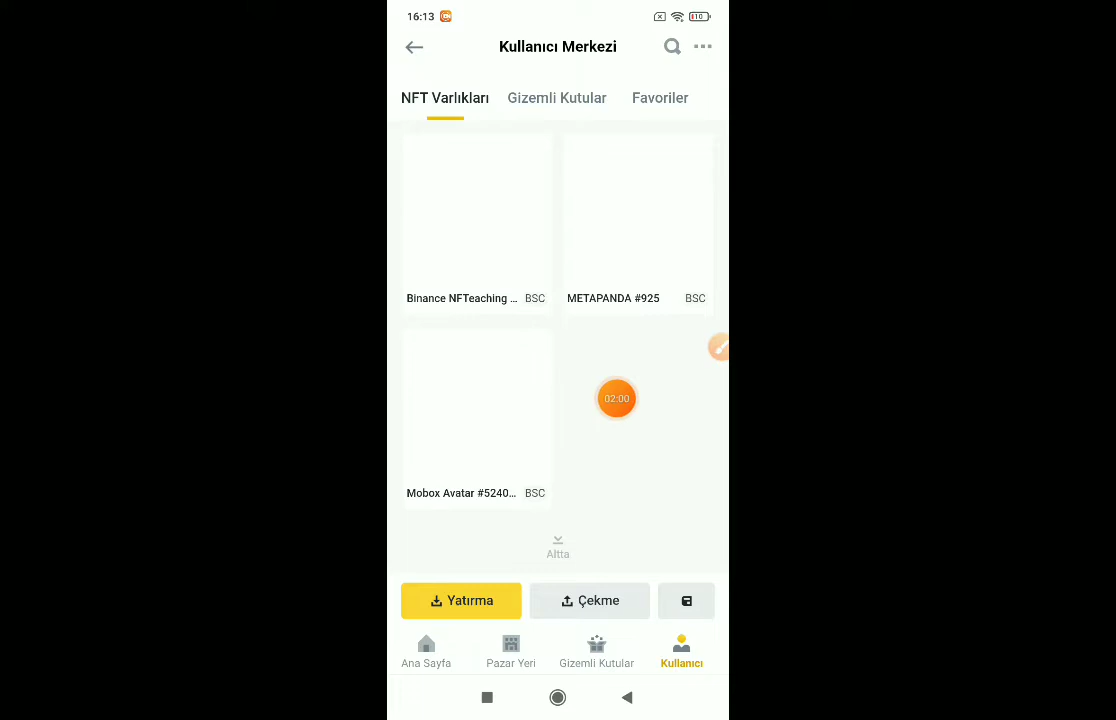 16:13
10
Kullanıcı Merkezi
NFT Varlıkları
Gizemli Kutular
Favoriler
Binance NFTeaching ... BSC
METAPANDA #925 BSC
02:00
Mobox Avatar #5240... BSC
Altta
Yatırma
Çekme
Ana Sayfa
Pazar Yeri
Gizemli Kutular
Kullanıcı